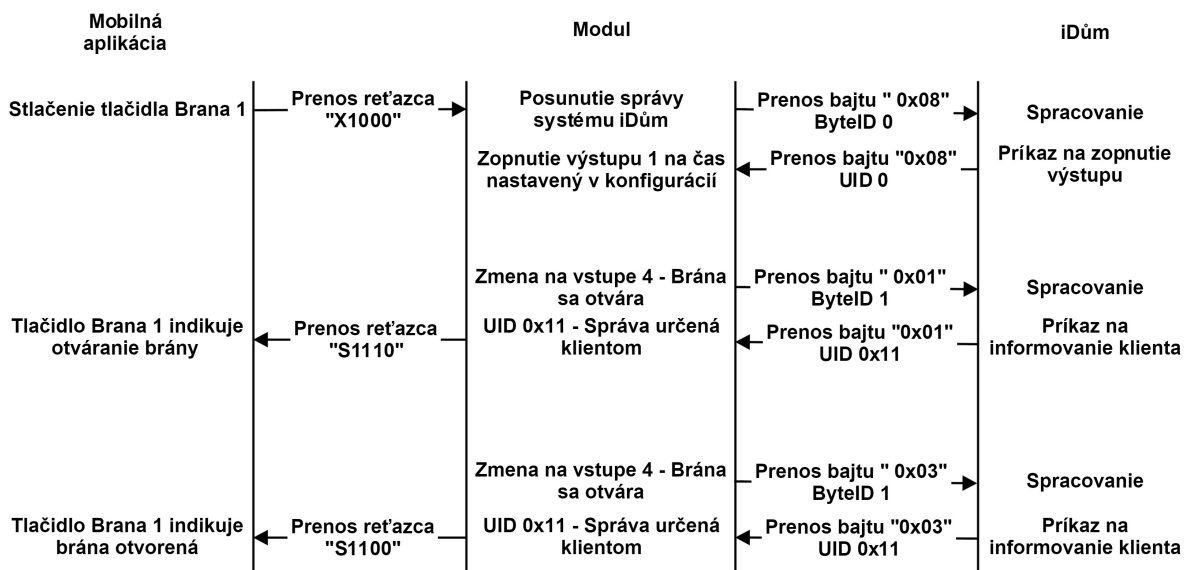 Mobilná
aplikácia
Modul
iDům
Stlačenie tlačidla Brana 1
Prenos reťazca
"X1000"
Posunutie správy
systému iDům
Prenos bajtu " 0x08"
ByteID 0
Spracovanie
Zopnutie výstupu 1 na čas
nastavený v konfigurácií
Prenos bajtu "0x08"
UID 0
Príkaz na zopnutie
výstupu
Zmena na vstupe 4 - Brána
sa otvára
Prenos bajtu " 0x01"
ByteID 1
Spracovanie
Tlačidlo Brana 1 indikuje
otváranie brány
Prenos reťazca
"S1110"
UID 0x11 - Správa určená
klientom
Prenos bajtu "0x01"
UID 0x11
Príkaz na
informovanie klienta
Zmena na vstupe 4 - Brána
sa otvára
Prenos bajtu " 0x03"
ByteID 1
Spracovanie
Tlačidlo Brana 1 indikuje
brána otvorená
Prenos reťazca
"S1100"
UID 0x11 - Správa určená
klientom
Prenos bajtu "0x03"
UID 0x11
Príkaz na
informovanie klienta